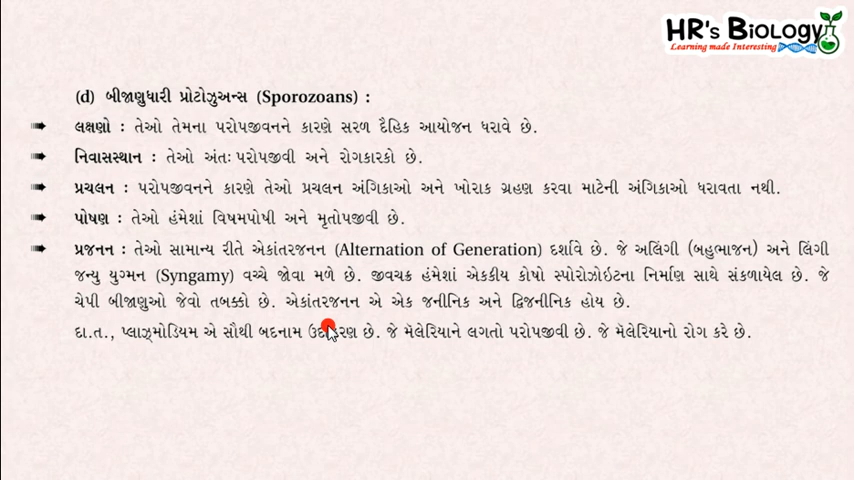 HR's BIOLOGY
Learning made Interesting
(d) બીજાણુધારી પ્રોટોઝુઅન્સ (Sporozoans) :
➠ લક્ષણો : તેઓ તેમના પરોપજીવનને કારણે સરળ દૈહિક આયોજન ધરાવે છે.
➠ નિવાસસ્થાન : તેઓ અંતઃ પરોપજીવી અને રોગકારકો છે.
➠ પ્રચલન : પરોપજીવનને કારણે તેઓ પ્રચલન અંગિકાઓ અને ખોરાક ગ્રહણ કરવા માટેની અંગિકાઓ ધરાવતા નથી.
➠ પોષણ : તેઓ હંમેશાં વિષમપોષી અને મૃતોપજીવી છે.
➠ પ્રજનન : તેઓ સામાન્ય રીતે એકાંતરજનન (Alternation of Generation) દર્શાવે છે. જે અલિંગી (બહુભાજન) અને લિંગી
જન્યુ યુગ્મન (Syngamy) વચ્ચે જોવા મળે છે. જીવચક્ર હંમેશાં એકકીય કોષો સ્પોરોઝોઇટના નિર્માણ સાથે સંકળાયેલ છે. જે
ચેપી બીજાણુઓ જેવો તબક્કો છે. એકાંતરજનન એ એક જનીનિક અને દ્વિજનીનિક હોય છે.
દા.ત., પ્લાઝ્મોડિયમ એ સૌથી બદનામ ઉદાહરણ છે. જે મૅલેરિયાને લગતો પરોપજીવી છે. જે મૅલેરિયાનો રોગ કરે છે.